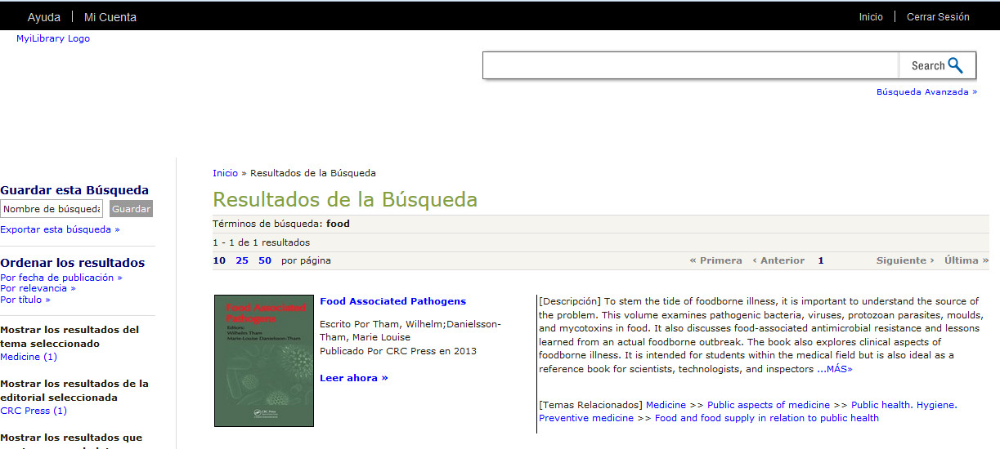 Ayuda | Mi Cuenta
Inicio | Cerrar Sesión
MyiLibrary Logo
Search
Búsqueda Avanzada »
Guardar esta Búsqueda
Nombre de búsqueda
Guardar
Exportar esta búsqueda »
Ordenar los resultados
Por fecha de publicación »
Por relevancia »
Por título »
Mostrar los resultados del
tema seleccionado
Medicine (1)
Mostrar los resultados de la
editorial seleccionada
CRC Press (1)
Mostrar los resultados que
Inicio » Resultados de la Búsqueda
Resultados de la Búsqueda
Términos de búsqueda: food
1 - 1 de 1 resultados
10 25 50 por página
« Primera ‹ Anterior 1 Siguiente › Última »
Food Associated
Pathogens
Editors:
Wilhelm Tham
Marie-Louise Danielsson-Tham
CRC Press
Food Associated Pathogens
Escrito Por Tham, Wilhelm;Danielsson-
Tham, Marie Louise
Publicado Por CRC Press en 2013
Leer ahora »
[Descripción] To stem the tide of foodborne illness, it is important to understand the source of
the problem. This volume examines pathogenic bacteria, viruses, protozoan parasites, moulds,
and mycotoxins in food. It also discusses food-associated antimicrobial resistance and lessons
learned from an actual foodborne outbreak. The book also explores clinical aspects of
foodborne illness. It is intended for students within the medical field but is also ideal as a
reference book for scientists, technologists, and inspectors ...MÁS»
[Temas Relacionados] Medicine >> Public aspects of medicine >> Public health. Hygiene.
Preventive medicine >> Food and food supply in relation to public health